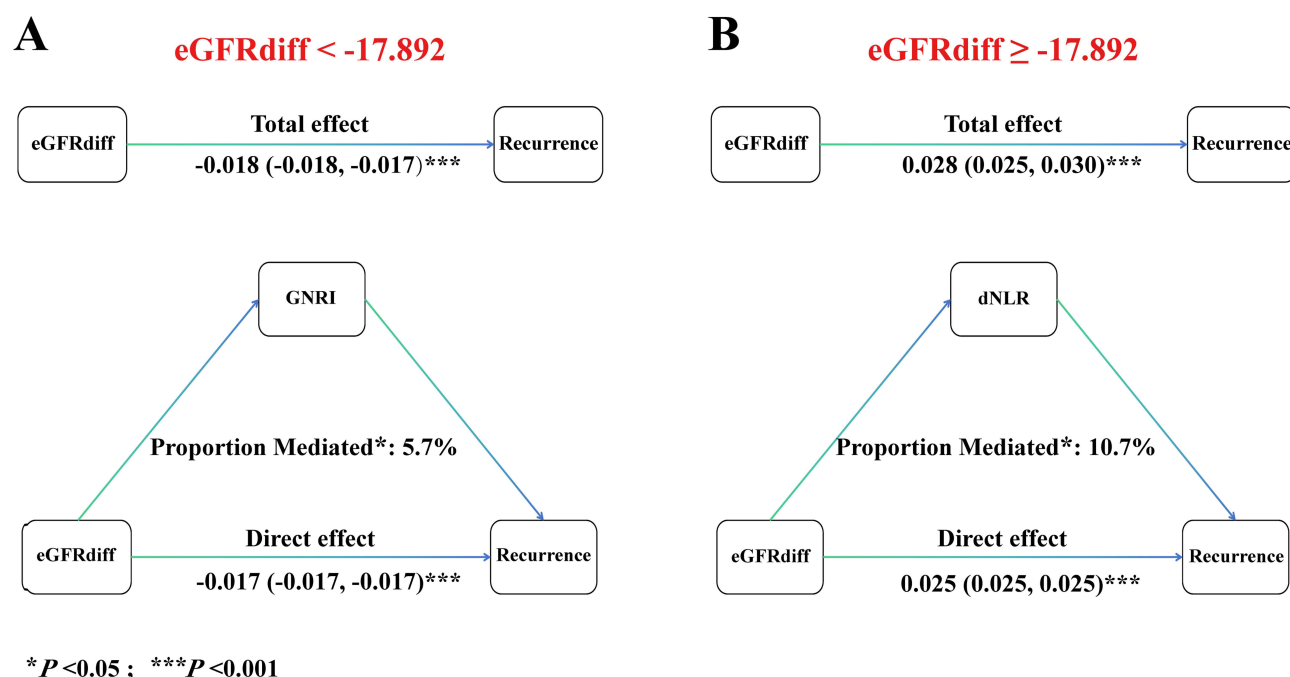 A
eGFRdiff < -17.892
eGFRdiff
Total effect
-0.018 (-0.018, -0.017)***
Recurrence
GNRI
Proportion Mediated*: 5.7%
eGFRdiff
Direct effect
-0.017 (-0.017, -0.017)***
Recurrence
B
eGFRdiff ≥ -17.892
eGFRdiff
Total effect
0.028 (0.025, 0.030)***
Recurrence
dNLR
Proportion Mediated*: 10.7%
eGFRdiff
Direct effect
0.025 (0.025, 0.025)***
Recurrence
*P <0.05 ; ***P <0.001